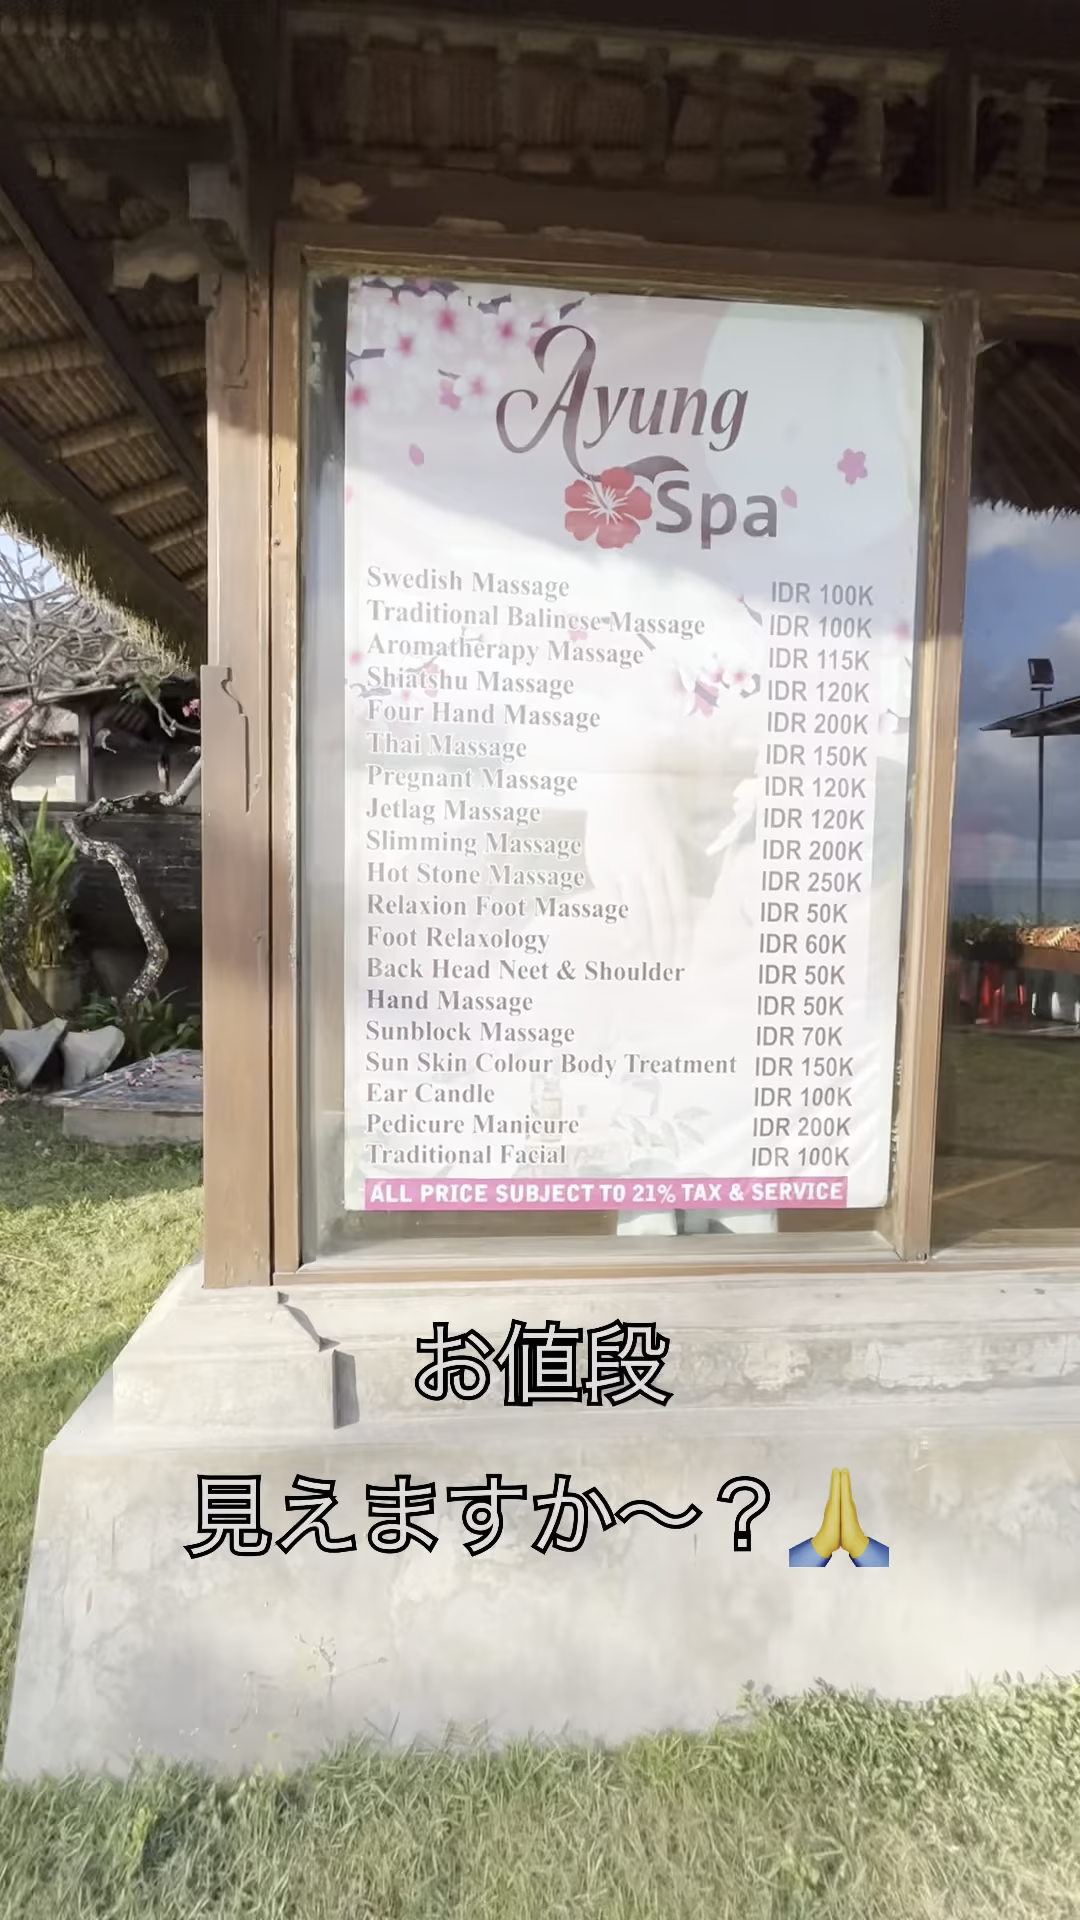 Ayung
Spa
Swedish Massage IDR 100K
Traditional Balinese Massage IDR 100K
Aromatherapy Massage IDR 115K
Shiatshu Massage IDR 120K
Four Hand Massage IDR 200K
Thai Massage IDR 150K
Pregnant Massage IDR 120K
Jetlag Massage IDR 120K
Slimming Massage IDR 200K
Hot Stone Massage IDR 250K
Relaxion Foot Massage IDR 50K
Foot Relaxology IDR 60K
Back Head Neet & Shoulder IDR 50K
Hand Massage IDR 50K
Sunblock Massage IDR 70K
Sun Skin Colour Body Treatment IDR 150K
Ear Candle IDR 100K
Pedicure Manicure IDR 200K
Traditional Facial IDR 100K
ALL PRICE SUBJECT TO 21% TAX & SERVICE
お値段
見えますか〜？🙏